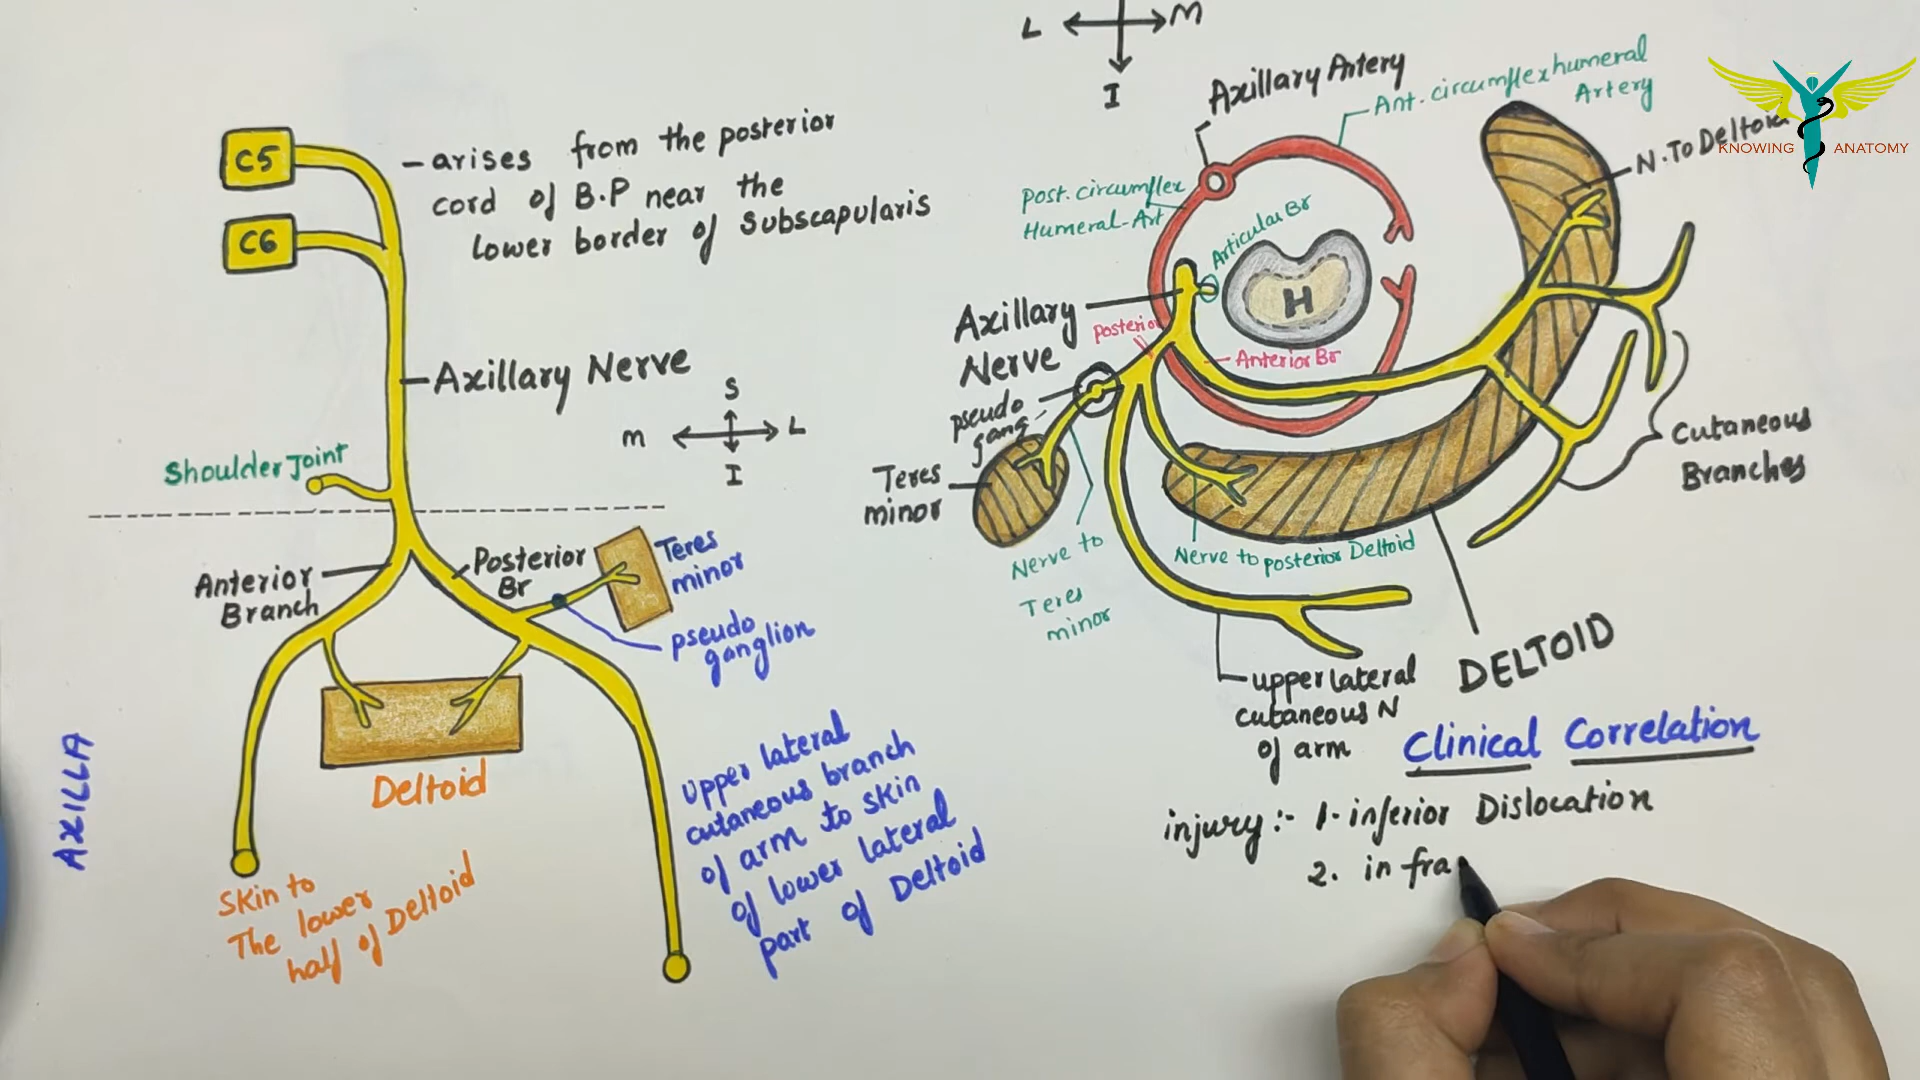 C5
C6
- arises from the posterior
cord of B.P near the
lower border of subscapularis
Axillary Nerve
S
M L
I
Shoulder Joint
Anterior
Branch
Posterior
Br
Teres
minor
pseudo
ganglion
Deltoid
AXILLA
Skin to
The lower
half of Deltoid
Upper lateral
cutaneous branch
of arm to skin
of lower lateral
part of Deltoid
L M
I
Axillary Artery
Ant. circumflex humeral
Artery
N. To Deltoid
KNOWING ANATOMY
Post. circumflex
Humeral-Art
Articular Br
H
Axillary
Nerve
posterior
Anterior Br
pseudo
gang
Teres
minor
Cutaneous
Branches
Nerve to
Teres
minor
Nerve to posterior Deltoid
DELTOID
upper lateral
cutaneous N
of arm
Clinical Correlation
injury :- 1. inferior Dislocation
2. in fra